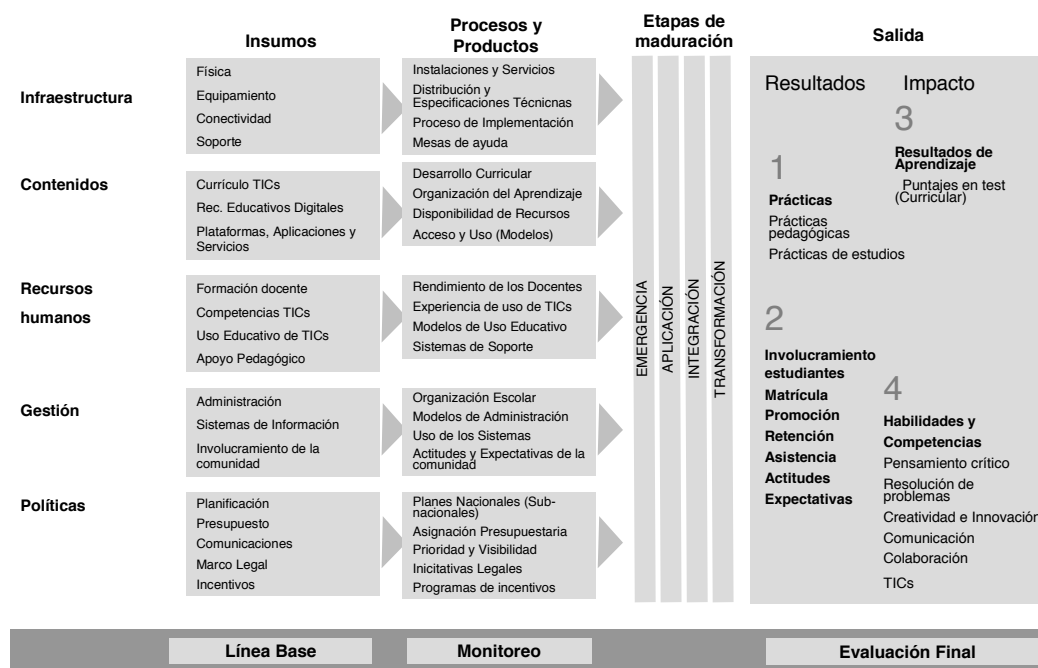 Insumos
Procesos y
Productos
Etapas de
maduración
Salida
Infraestructura
Física
Equipamiento
Conectividad
Soporte
Instalaciones y Servicios
Distribución y
Especificaciones Técnicnas
Proceso de Implementación
Mesas de ayuda
Contenidos
Currículo TICs
Rec. Educativos Digitales
Plataformas, Aplicaciones y
Servicios
Desarrollo Curricular
Organización del Aprendizaje
Disponibilidad de Recursos
Acceso y Uso (Modelos)
Recursos
humanos
Formación docente
Competencias TICs
Uso Educativo de TICs
Apoyo Pedagógico
Rendimiento de los Docentes
Experiencia de uso de TICs
Modelos de Uso Educativo
Sistemas de Soporte
Gestión
Administración
Sistemas de Información
Involucramiento de la
comunidad
Organización Escolar
Modelos de Administración
Uso de los Sistemas
Actitudes y Expectativas de la
comunidad
Políticas
Planificación
Presupuesto
Comunicaciones
Marco Legal
Incentivos
Planes Nacionales (Sub-
nacionales)
Asignación Presupuestaria
Prioridad y Visibilidad
Inicitativas Legales
Programas de incentivos
EMERGENCIA
APLICACIÓN
INTEGRACIÓN
TRANSFORMACIÓN
Resultados
1
Prácticas
Prácticas
pedagógicas
Prácticas de estudios
2
Involucramiento
estudiantes
Matrícula
Promoción
Retención
Asistencia
Actitudes
Expectativas
Impacto
3
Resultados de
Aprendizaje
Puntajes en test
(Curricular)
4
Habilidades y
Competencias
Pensamiento crítico
Resolución de
problemas
Creatividad e Innovación
Comunicación
Colaboración
TICs
Línea Base
Monitoreo
Evaluación Final